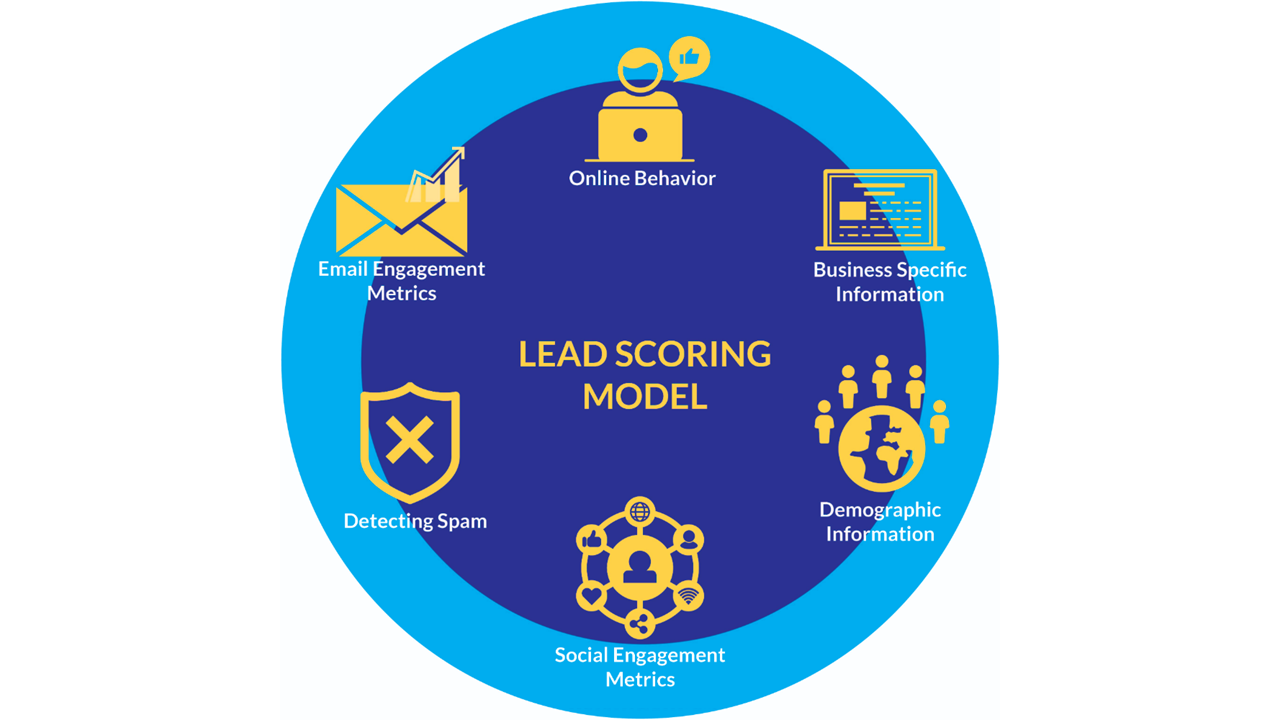 Online Behavior
Email Engagement
Metrics
Business Specific
Information
LEAD SCORING
MODEL
Detecting Spam
Demographic
Information
Social Engagement
Metrics